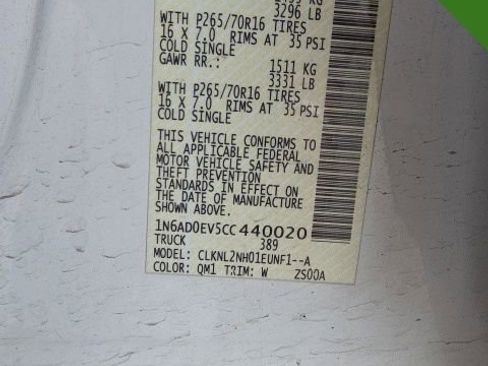 3296 LB
WITH P265/70R16 TIRES
16 X 7.0 RIMS AT 35 PSI
COLD SINGLE
GAWR RR.: 1511 KG
3331 LB
WITH P265/70R16 TIRES
16 X 7.0 RIMS AT 35 PSI
COLD SINGLE
THIS VEHICLE CONFORMS TO
ALL APPLICABLE FEDERAL
MOTOR VEHICLE SAFETY AND
THEFT PREVENTION
STANDARDS IN EFFECT ON
THE DATE OF MANUFACTURE
SHOWN ABOVE.
1N6AD0EV5CC440020
TRUCK 389
MODEL: CLKNL2NH01EUNF1--A
COLOR: QM1 TRIM: W ZS00A